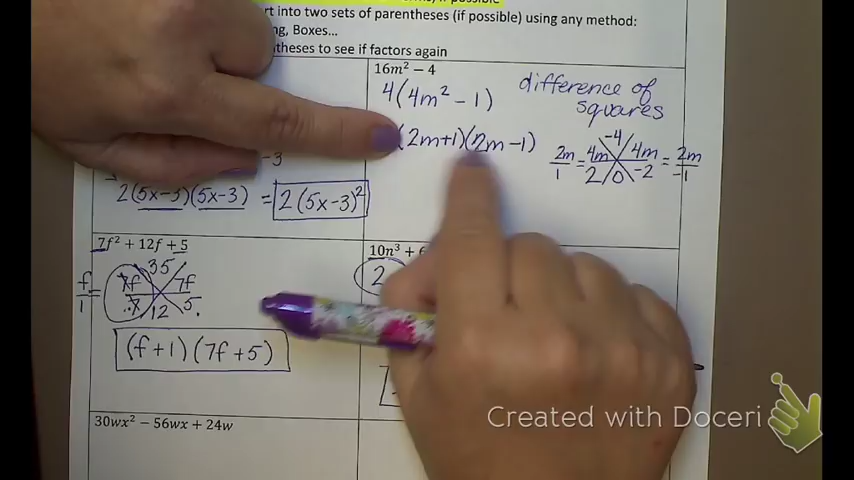 rt into two sets of parentheses (if possible) using any method:
ng, Boxes...
ntheses to see if factors again
16m² − 4
4(4m² − 1)
(2m+1)(2m−1)
difference of
squares
−4
2m/1 = 4m 4m = 2m/−1
2 0 −2
−3
2(5x−3)(5x−3) = 2(5x−3)²
7f² + 12f + 5
35
f/1 = 7f 7f
7 12 5
(f+1)(7f+5)
10n³ + 6
2
30wx² − 56wx + 24w
Created with Doceri